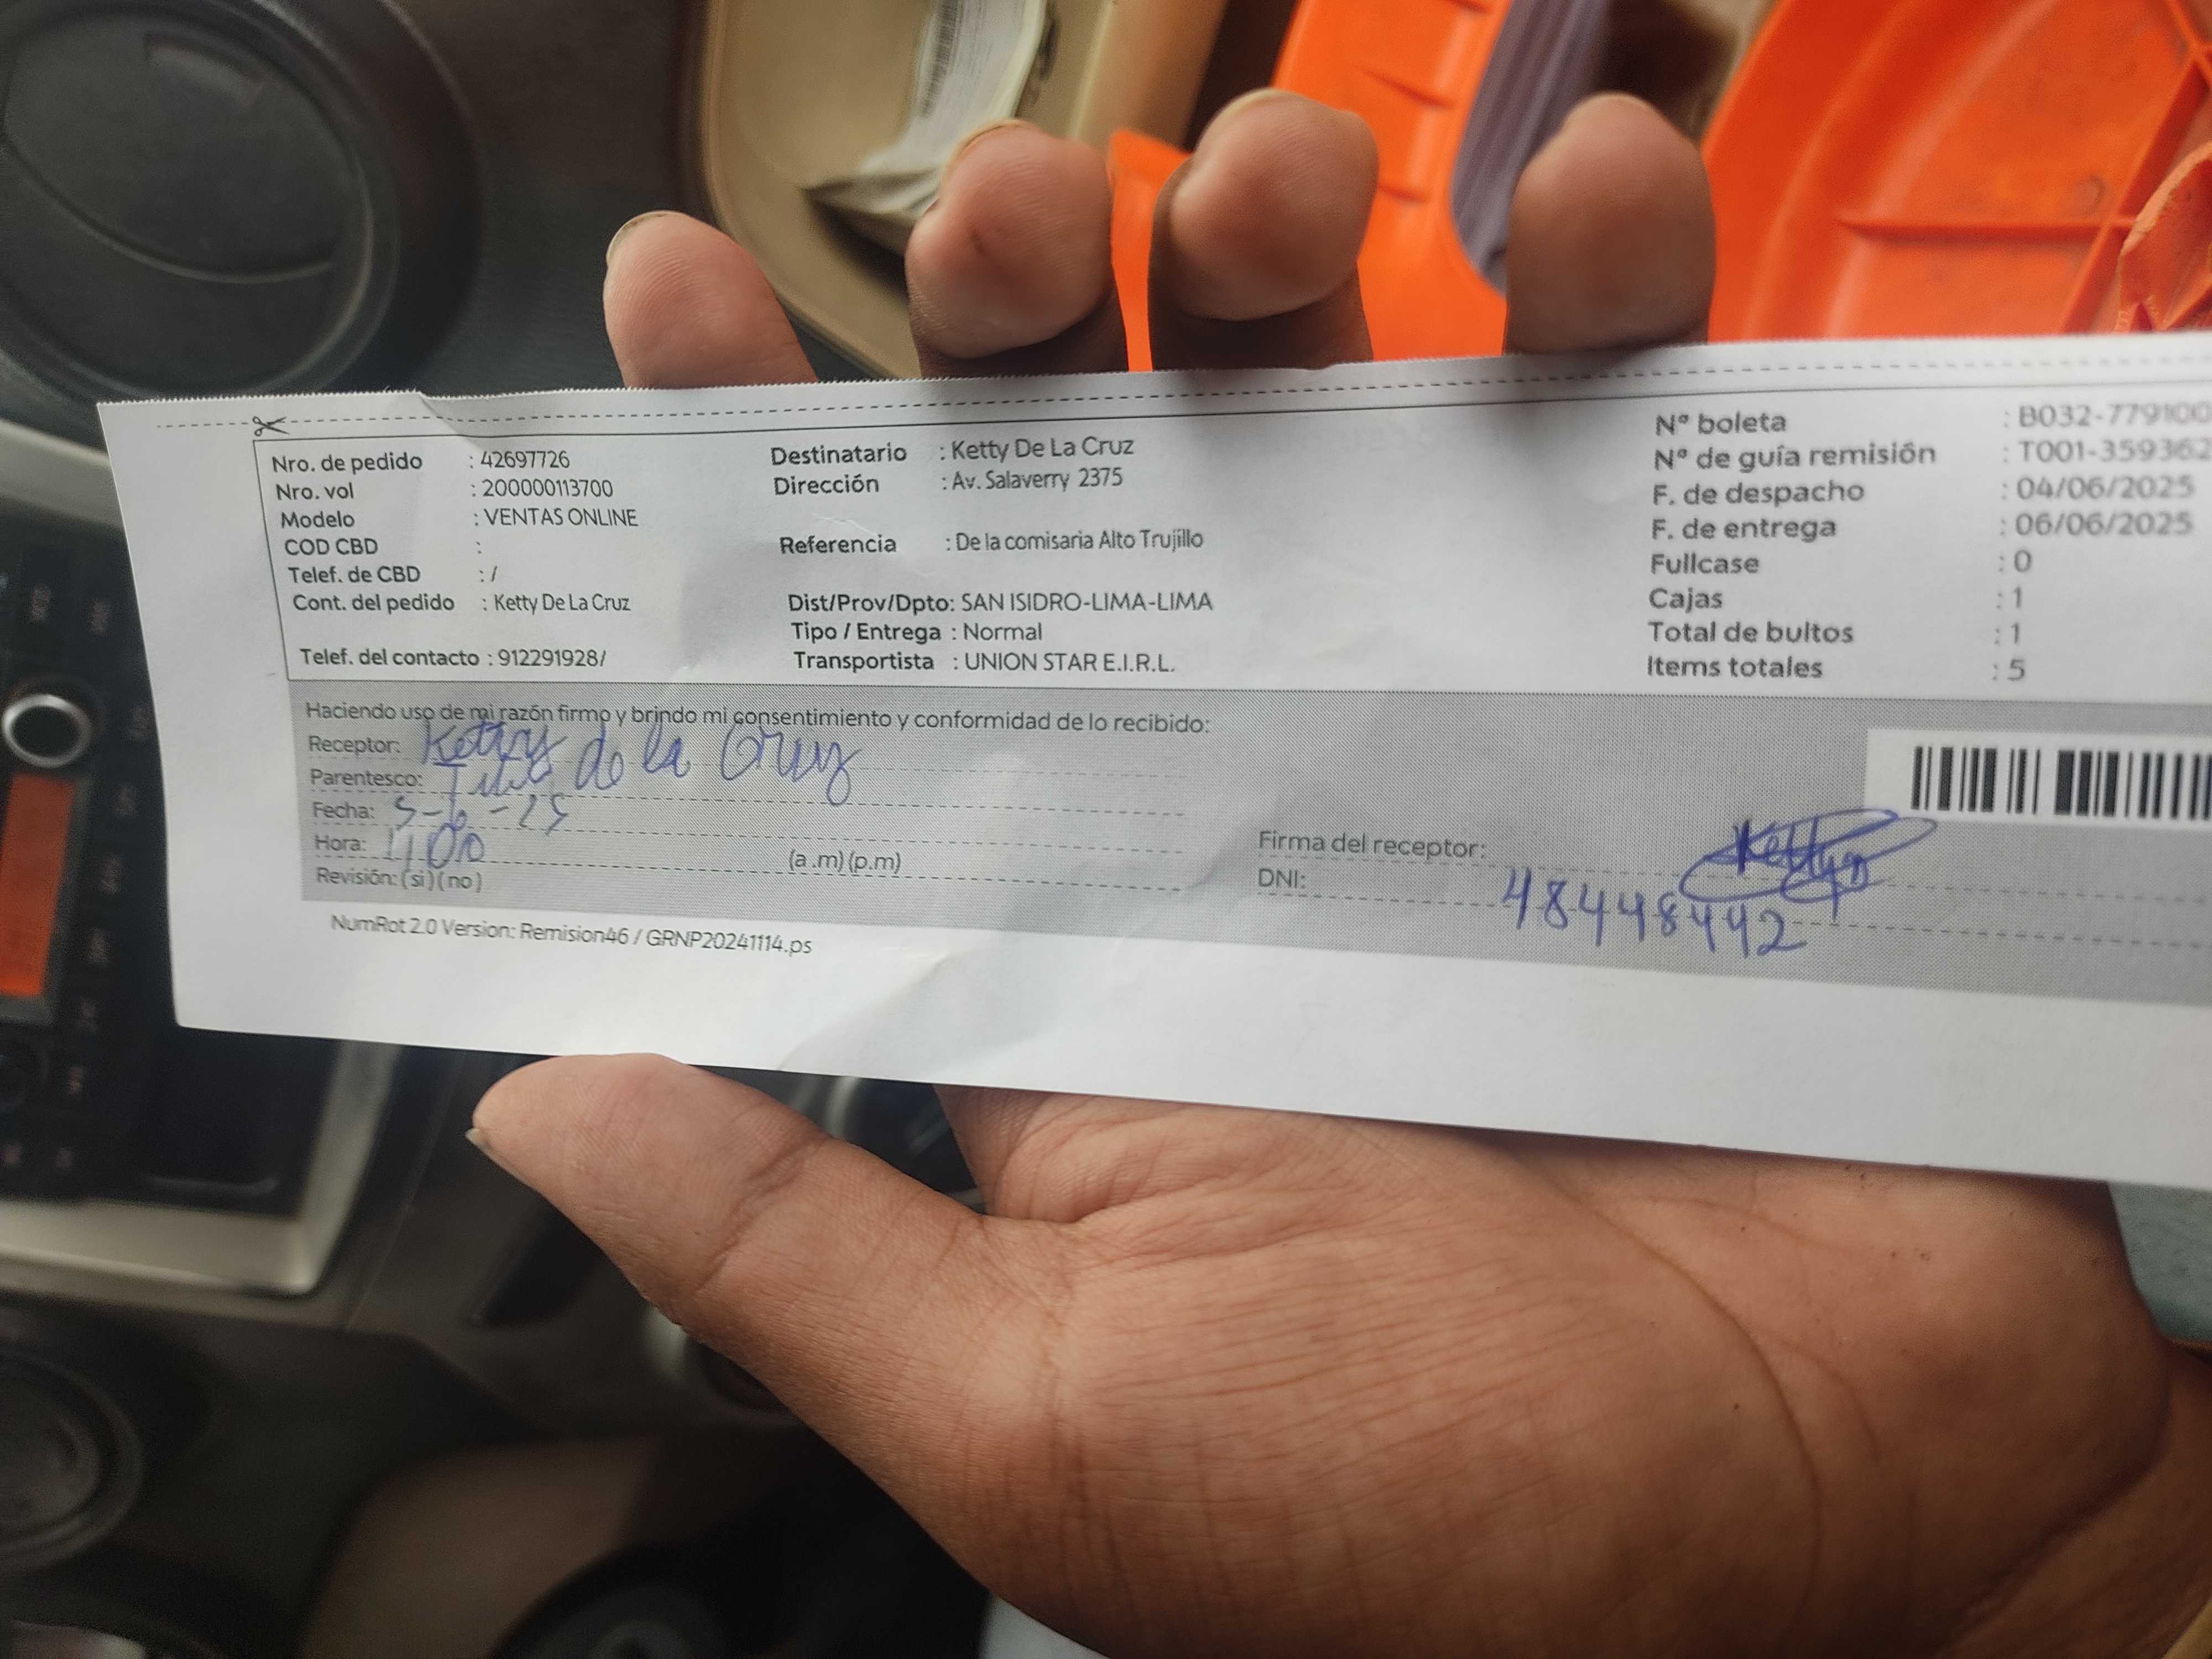 Nro. de pedido : 42697726
Nro. vol : 200000113700
Modelo : VENTAS ONLINE
COD CBD :
Telef. de CBD : /
Cont. del pedido : Ketty De La Cruz
Telef. del contacto : 912291928/
Destinatario : Ketty De La Cruz
Dirección : Av. Salaverry 2375
Referencia : De la comisaria Alto Trujillo
Dist/Prov/Dpto: SAN ISIDRO-LIMA-LIMA
Tipo / Entrega : Normal
Transportista : UNION STAR E.I.R.L.
Nº boleta : B032-779100
Nº de guía remisión : T001-359362
F. de despacho : 04/06/2025
F. de entrega : 06/06/2025
Fullcase : 0
Cajas : 1
Total de bultos : 1
Items totales : 5
Haciendo uso de mi razón firmo y brindo mi consentimiento y conformidad de lo recibido:
Receptor: Ketty de la Cruz
Parentesco:
Fecha: 5-6-25
Hora: 4:00 (a.m) (p.m)
Revisión: (si) (no)
Firma del receptor: Ketty
DNI: 48448442
NumRot 2.0 Version: Remision46 / GRNP20241114.ps